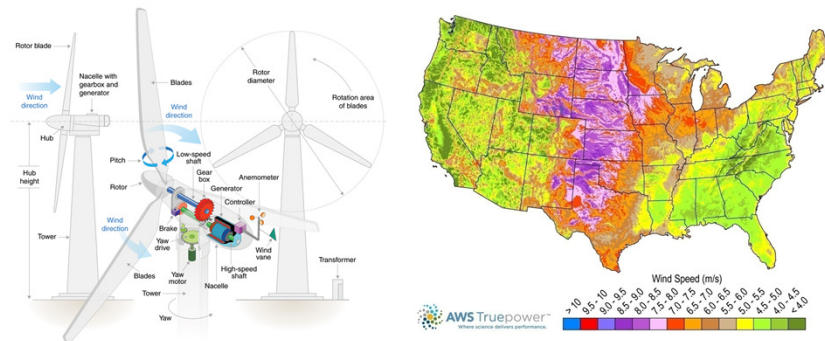 Rotor blade
Nacelle with
gearbox and
generator
Wind
direction
Hub
Hub
height
Tower
Blades
Wind
direction
Pitch
Low-speed
shaft
Gear
box
Rotor
Generator
Anemometer
Controller
Wind
direction
Brake
Yaw
drive
Blades
Yaw
motor
Tower
Nacelle
High-speed
shaft
Wind
vane
Yaw
Rotor
diameter
Rotation area
of blades
Transformer
Wind Speed (m/s)
> 10
9.5 - 10
9.0 - 9.5
8.5 - 9.0
8.0 - 8.5
7.5 - 8.0
7.0 - 7.5
6.5 - 7.0
6.0 - 6.5
5.5 - 6.0
5.0 - 5.5
4.5 - 5.0
4.0 - 4.5
< 4.0
AWS Truepower™
Where science delivers performance.